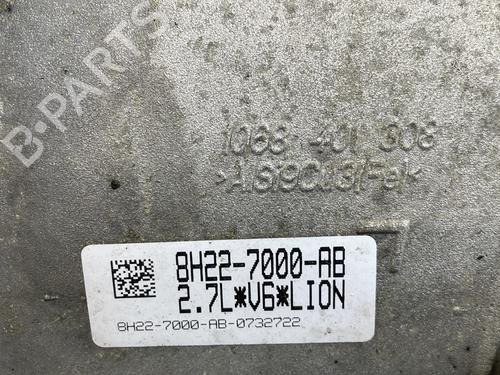 B-PARTS
1068 401 308
>AlSi9Cu3(Fe)<
8H22-7000-AB
2.7L*V6*LION
8H22-7000-AB-0732722